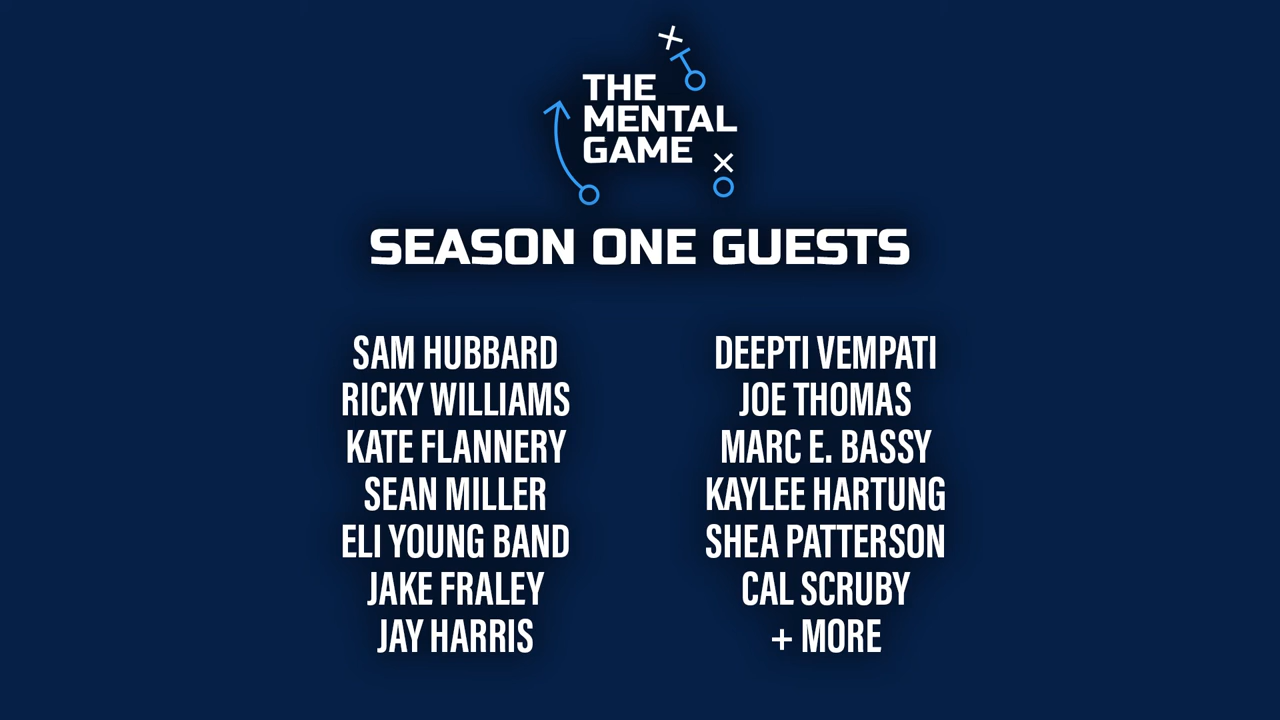 THE
MENTAL
GAME
SEASON ONE GUESTS
SAM HUBBARD
RICKY WILLIAMS
KATE FLANNERY
SEAN MILLER
ELI YOUNG BAND
JAKE FRALEY
JAY HARRIS
DEEPTI VEMPATI
JOE THOMAS
MARC E. BASSY
KAYLEE HARTUNG
SHEA PATTERSON
CAL SCRUBY
+ MORE